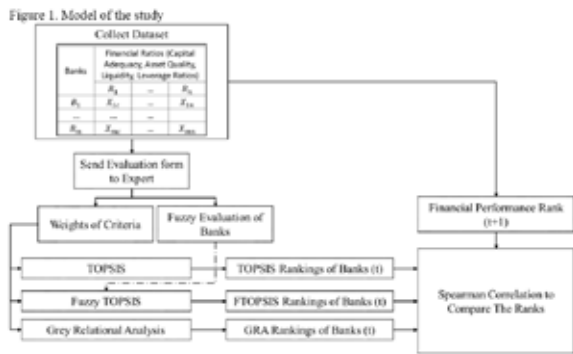 Figure 1. Model of the study
Collect Dataset
Banks
Financial Ratios (Capital
Adequacy, Asset Quality,
Liquidity, Leverage Ratios)
...
... ... ...
...
Send Evaluation form
to Expert
Weights of Criteria
Fuzzy Evaluation of
Banks
Financial Performance Rank
(t+1)
TOPSIS
TOPSIS Rankings of Banks (t)
Fuzzy TOPSIS
FTOPSIS Rankings of Banks (t)
Grey Relational Analysis
GRA Rankings of Banks (t)
Spearman Correlation to
Compare The Ranks